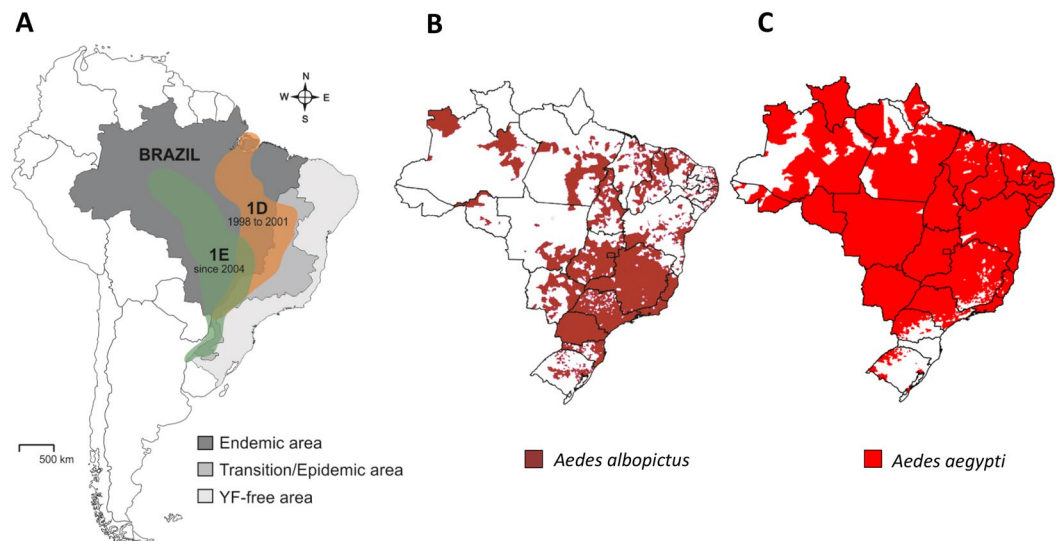 A
B
C
N
W E
S
BRAZIL
1D
1998 to 2001
1E
since 2004
500 km
Endemic area
Transition/Epidemic area
YF-free area
Aedes albopictus
Aedes aegypti